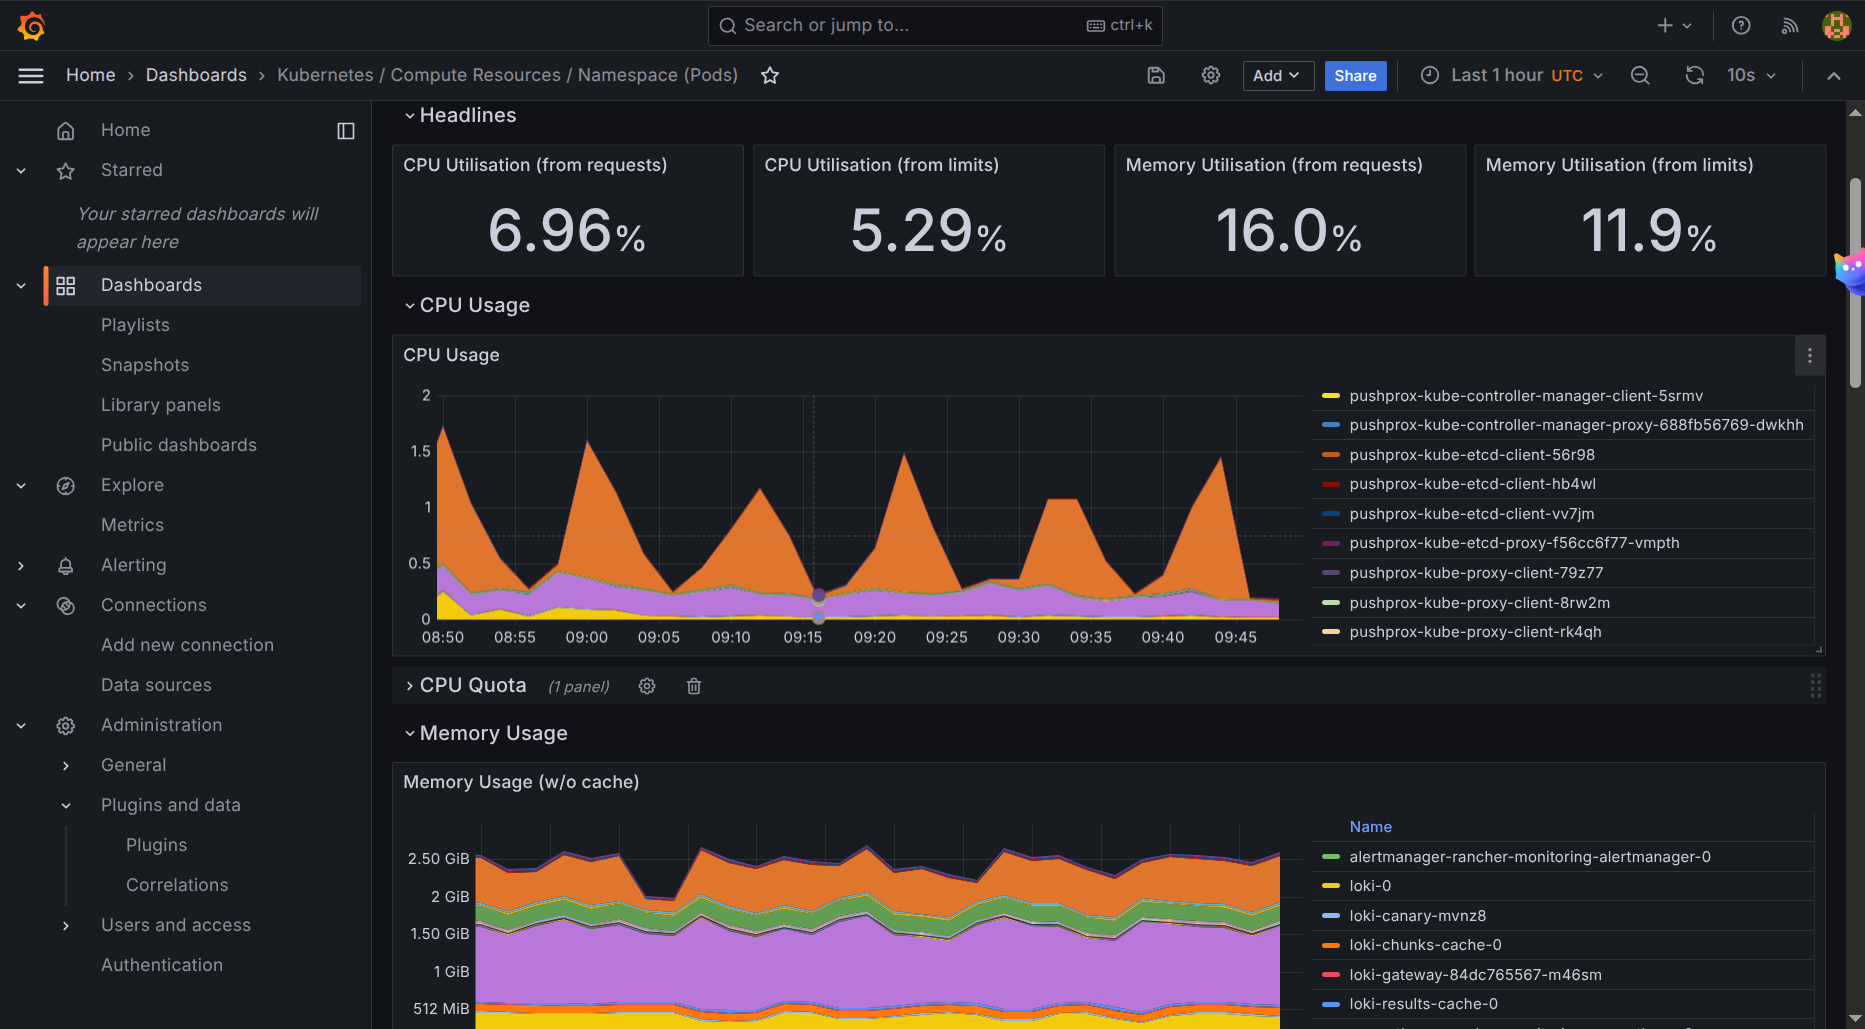 Search or jump to...
ctrl+k
Home › Dashboards › Kubernetes / Compute Resources / Namespace (Pods)
Add
Share
Last 1 hour UTC
10s
Home
Starred
Your starred dashboards will
appear here
Dashboards
Playlists
Snapshots
Library panels
Public dashboards
Explore
Metrics
Alerting
Connections
Add new connection
Data sources
Administration
General
Plugins and data
Plugins
Correlations
Users and access
Authentication
Headlines
CPU Utilisation (from requests)
6.96%
CPU Utilisation (from limits)
5.29%
Memory Utilisation (from requests)
16.0%
Memory Utilisation (from limits)
11.9%
CPU Usage
CPU Usage
2
1.5
1
0.5
0
08:50 08:55 09:00 09:05 09:10 09:15 09:20 09:25 09:30 09:35 09:40 09:45
pushprox-kube-controller-manager-client-5srmv
pushprox-kube-controller-manager-proxy-688fb56769-dwkhh
pushprox-kube-etcd-client-56r98
pushprox-kube-etcd-client-hb4wl
pushprox-kube-etcd-client-vv7jm
pushprox-kube-etcd-proxy-f56cc6f77-vmpth
pushprox-kube-proxy-client-79z77
pushprox-kube-proxy-client-8rw2m
pushprox-kube-proxy-client-rk4qh
CPU Quota (1 panel)
Memory Usage
Memory Usage (w/o cache)
2.50 GiB
2 GiB
1.50 GiB
1 GiB
512 MiB
Name
alertmanager-rancher-monitoring-alertmanager-0
loki-0
loki-canary-mvnz8
loki-chunks-cache-0
loki-gateway-84dc765567-m46sm
loki-results-cache-0